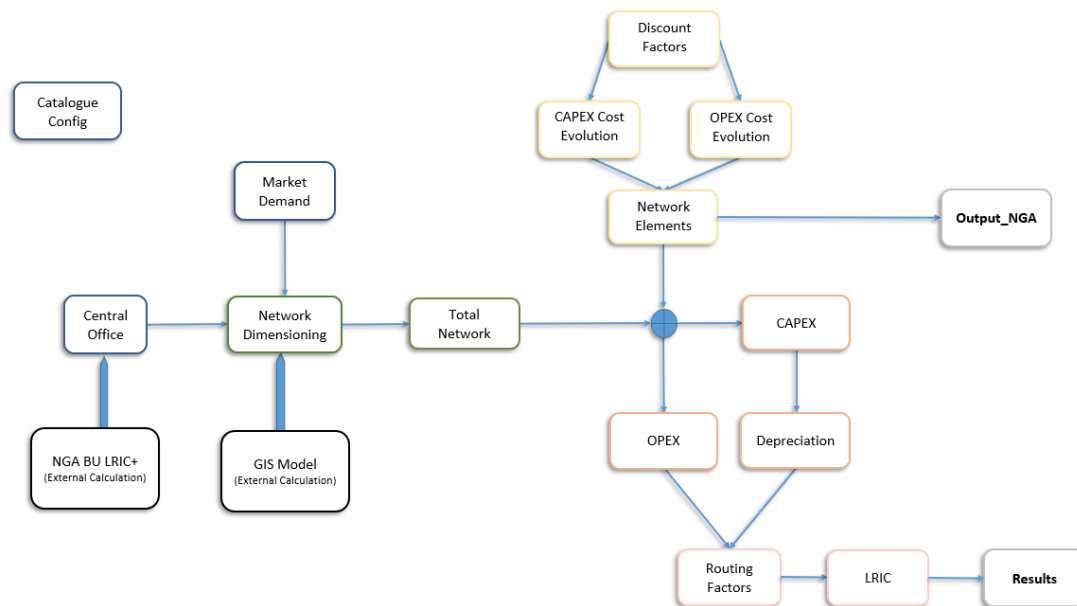 Discount
Factors
Catalogue
Config
CAPEX Cost
Evolution
OPEX Cost
Evolution
Market
Demand
Network
Elements
Output_NGA
Central
Office
Network
Dimensioning
Total
Network
CAPEX
NGA BU LRIC+
(External Calculation)
GIS Model
(External Calculation)
OPEX
Depreciation
Routing
Factors
LRIC
Results